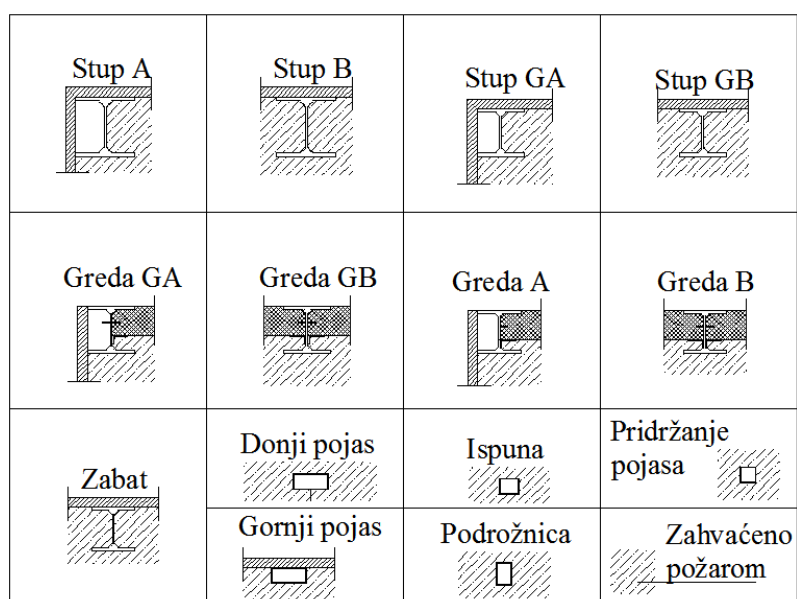 Stup A
Stup B
Stup GA
Stup GB
Greda GA
Greda GB
Greda A
Greda B
Zabat
Donji pojas
Ispuna
Pridržanje
pojasa
Gornji pojas
Podrožnica
Zahvaćeno
požarom